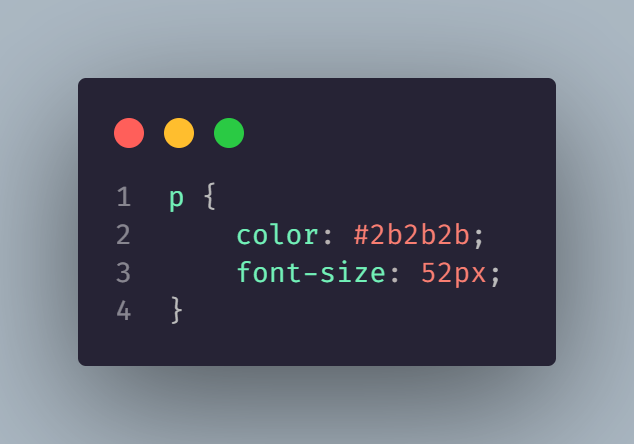 1 p {
2 color: #2b2b2b;
3 font-size: 52px;
4 }